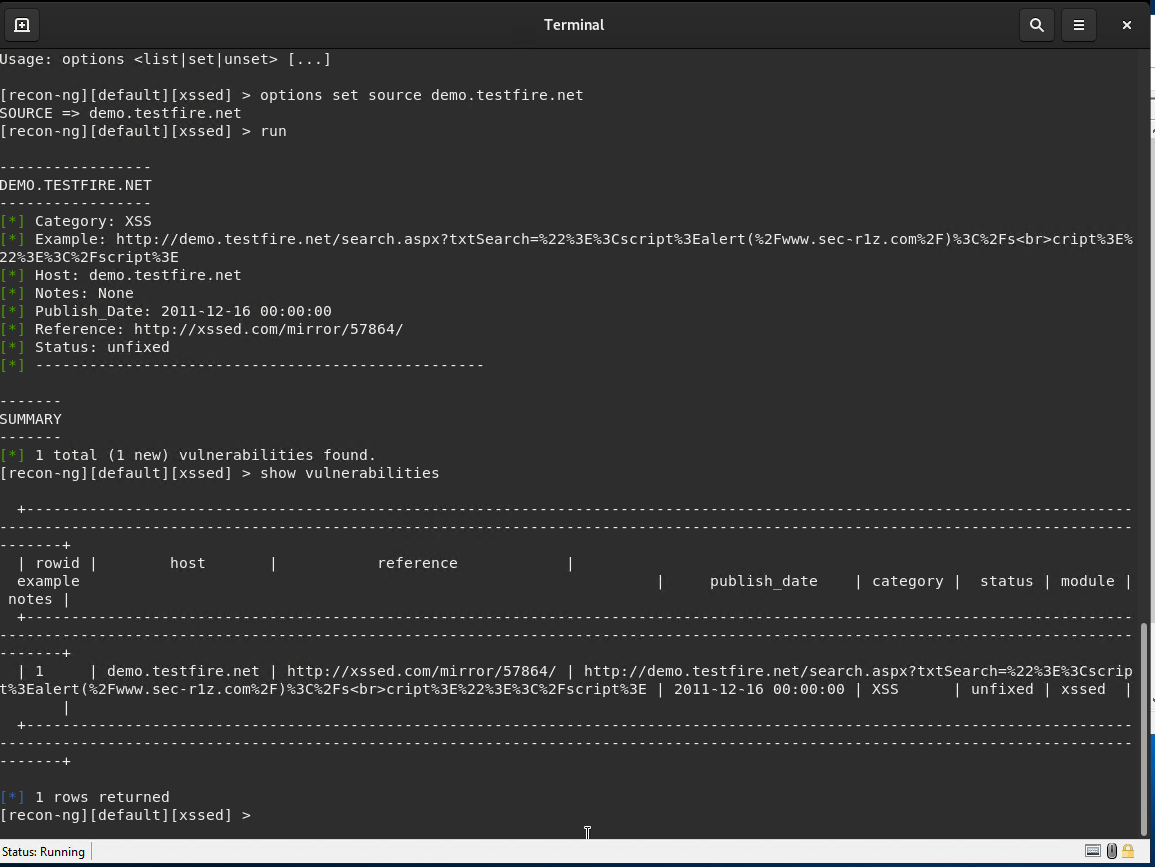 Terminal
Usage: options <list|set|unset> [...]
[recon-ng][default][xssed] > options set source demo.testfire.net
SOURCE => demo.testfire.net
[recon-ng][default][xssed] > run
-----------------
DEMO.TESTFIRE.NET
-----------------
[*] Category: XSS
[*] Example: http://demo.testfire.net/search.aspx?txtSearch=%22%3E%3Cscript%3Ealert(%2Fwww.sec-r1z.com%2F)%3C%2Fs<br>cript%3E%
22%3E%3C%2Fscript%3E
[*] Host: demo.testfire.net
[*] Notes: None
[*] Publish_Date: 2011-12-16 00:00:00
[*] Reference: http://xssed.com/mirror/57864/
[*] Status: unfixed
[*] --------------------------------------------------
-------
SUMMARY
-------
[*] 1 total (1 new) vulnerabilities found.
[recon-ng][default][xssed] > show vulnerabilities
+---------------------------------------------------------------------------------------------------------------------------
------------------------------------------------------------------------------------------------------------------------------
-------+
| rowid |        host       |           reference            |
example                                                                |     publish_date    | category |  status | module |
notes |
+---------------------------------------------------------------------------------------------------------------------------
------------------------------------------------------------------------------------------------------------------------------
-------+
| 1     | demo.testfire.net | http://xssed.com/mirror/57864/ | http://demo.testfire.net/search.aspx?txtSearch=%22%3E%3Cscrip
t%3Ealert(%2Fwww.sec-r1z.com%2F)%3C%2Fs<br>cript%3E%22%3E%3C%2Fscript%3E | 2011-12-16 00:00:00 | XSS      | unfixed | xssed  |
|
+---------------------------------------------------------------------------------------------------------------------------
------------------------------------------------------------------------------------------------------------------------------
-------+
[*] 1 rows returned
[recon-ng][default][xssed] >
Status: Running